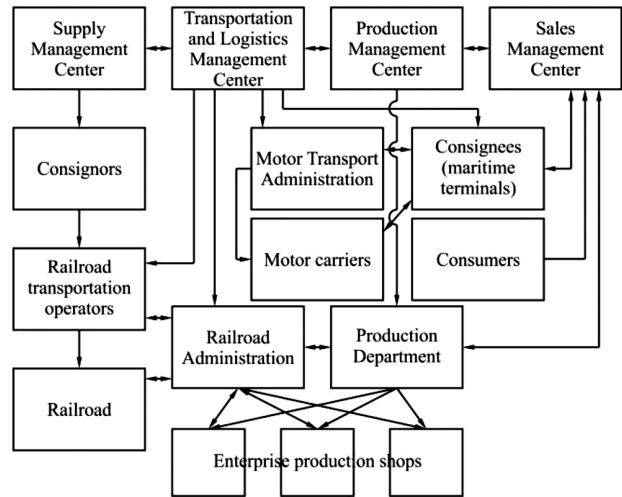 Supply
Management
Center
Transportation
and Logistics
Management
Center
Production
Management
Center
Sales
Management
Center
Consignors
Motor Transport
Administration
Consignees
(maritime
terminals)
Railroad
transportation
operators
Motor carriers
Consumers
Railroad
Administration
Production
Department
Railroad
Enterprise production shops